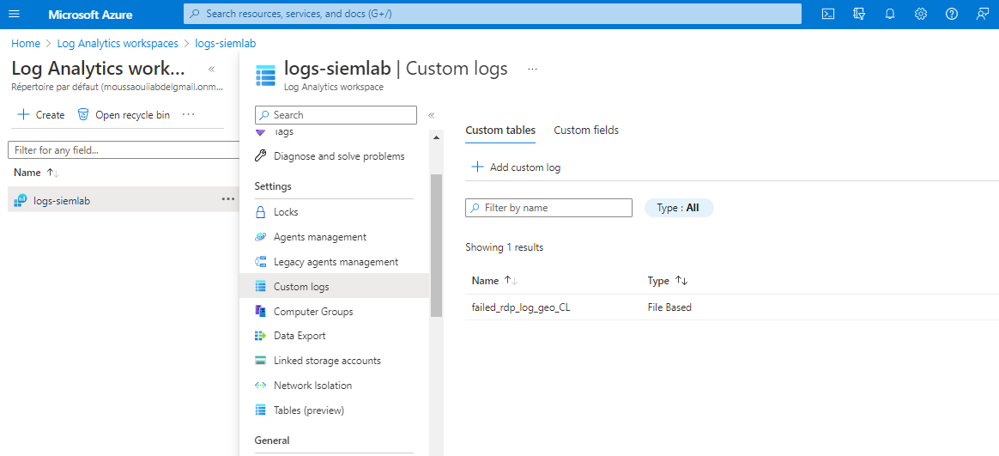 Microsoft Azure
Search resources, services, and docs (G+/)
Home > Log Analytics workspaces > logs-siemlab
Log Analytics work... «
Répertoire par défaut (moussaouiiabdelgmail.onm...
+ Create Open recycle bin ...
Filter for any field...
Name ↑↓
logs-siemlab ...
logs-siemlab | Custom logs ...
Log Analytics workspace
Search «
Tags
Diagnose and solve problems
Settings
Locks
Agents management
Legacy agents management
Custom logs
Computer Groups
Data Export
Linked storage accounts
Network Isolation
Tables (preview)
General
Custom tables Custom fields
+ Add custom log
Filter by name Type : All
Showing 1 results
Name ↑↓ Type ↑↓
failed_rdp_log_geo_CL File Based